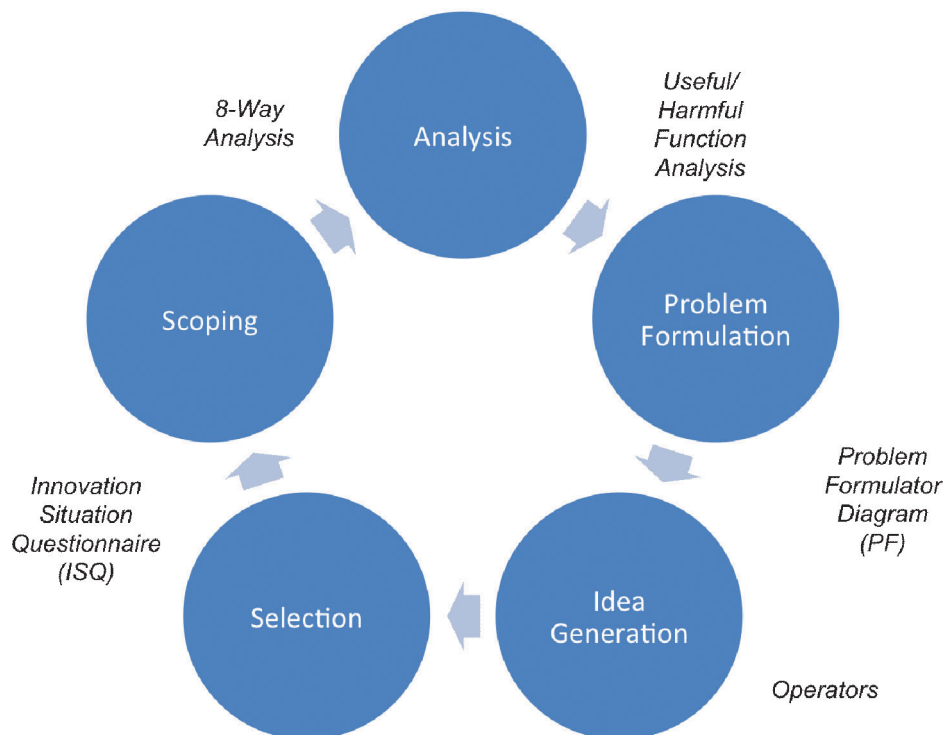 8-Way
Analysis
Analysis
Useful/
Harmful
Function
Analysis
Scoping
Problem
Formulation
Innovation
Situation
Questionnaire
(ISQ)
Problem
Formulator
Diagram
(PF)
Selection
Idea
Generation
Operators